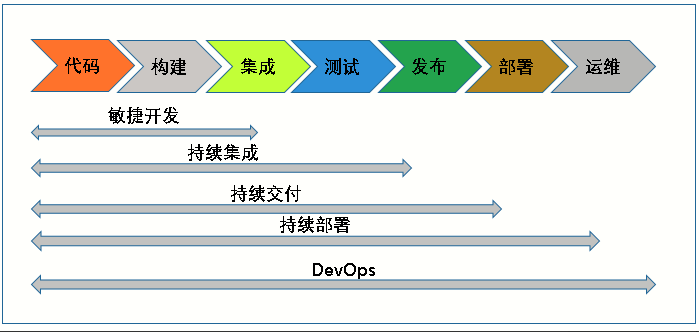 代码 构建 集成 测试 发布 部署 运维
敏捷开发
持续集成
持续交付
持续部署
DevOps